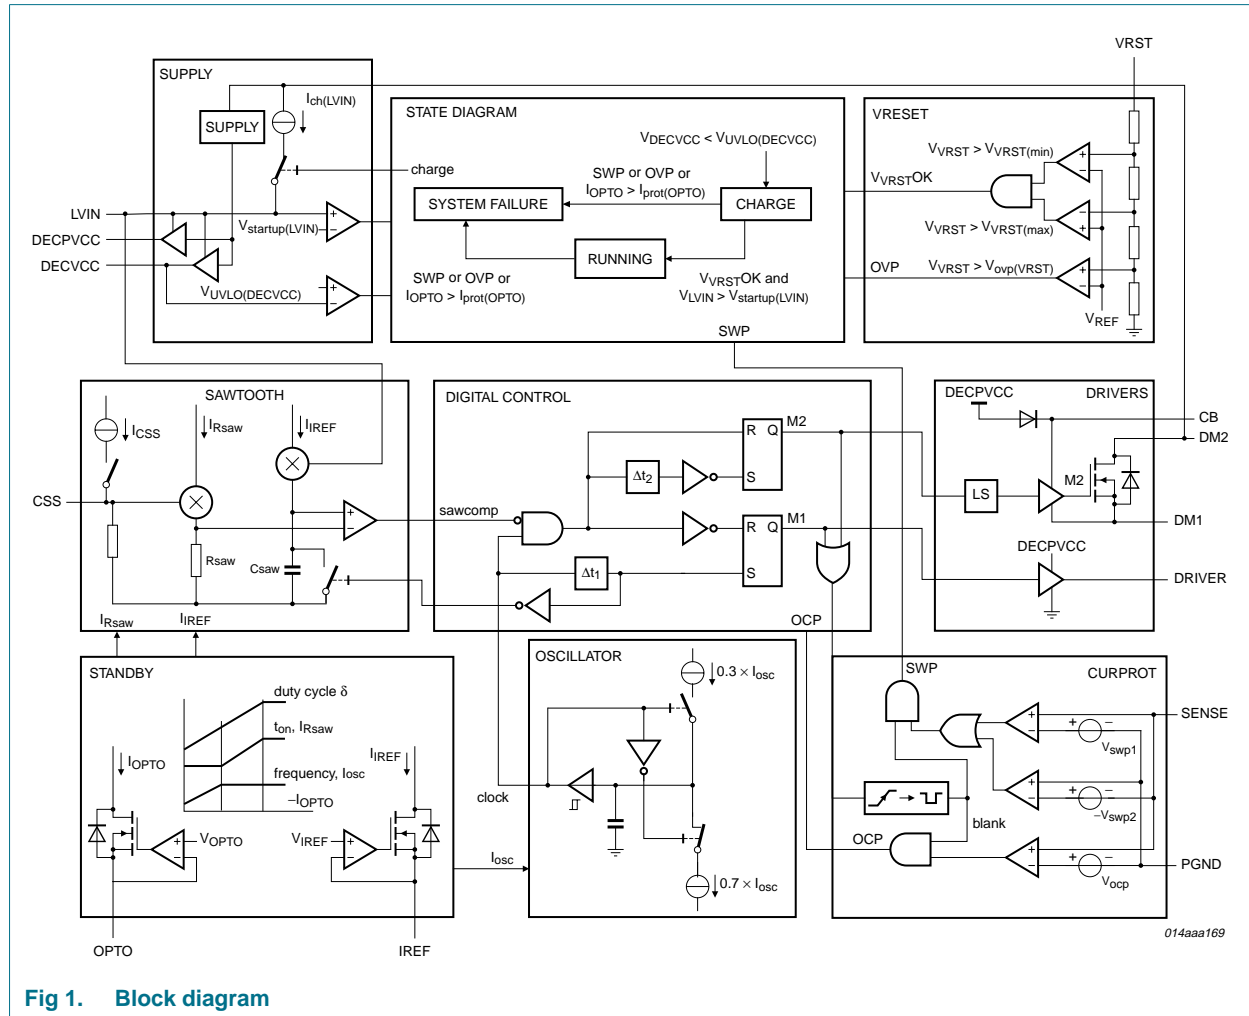 VRST
SUPPLY
Ich(LVIN)
SUPPLY
charge
LVIN
DECPVCC
DECVCC
Vstartup(LVIN)
VUVLO(DECVCC)
+
−
+
−
STATE DIAGRAM
VDECVCC < VUVLO(DECVCC)
SWP or OVP or
IOPTO > Iprot(OPTO)
SYSTEM FAILURE
CHARGE
RUNNING
SWP or OVP or
IOPTO > Iprot(OPTO)
VVRSTOK and
VLVIN > Vstartup(LVIN)
SWP
VRESET
VVRST > VVRST(min)
VVRSTOK
VVRST > VVRST(max)
OVP
VVRST > Vovp(VRST)
VREF
+
−
−
+
+
−
SAWTOOTH
ICSS
IRsaw
IIREF
CSS
Rsaw
Csaw
+
−
IRsaw
IIREF
DIGITAL CONTROL
sawcomp
Δt2
R Q
S
M2
Δt1
R Q
S
M1
OCP
DECPVCC
DRIVERS
CB
DM2
M2
LS
DM1
DECPVCC
DRIVER
STANDBY
duty cycle δ
ton, IRsaw
frequency, Iosc
−IOPTO
IOPTO
IIREF
VOPTO
VIREF
+
−
+
−
OPTO
IREF
Iosc
OSCILLATOR
0.3 × Iosc
clock
0.7 × Iosc
SWP
CURPROT
SENSE
+
−
+ −
Vswp1
+
−
+ −
−Vswp2
blank
OCP
+
−
+ −
Vocp
PGND
014aaa169
Fig 1. Block diagram